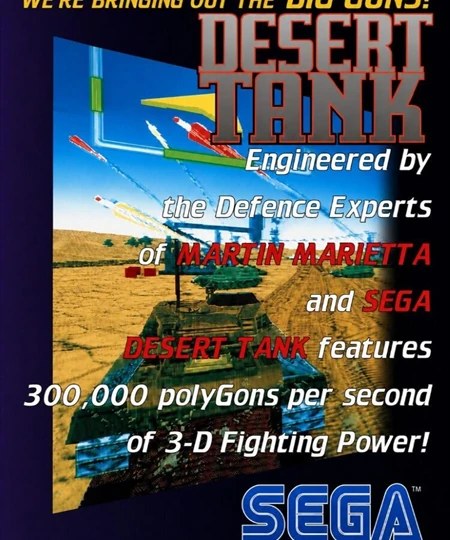 WE'RE BRINGING OUT THE BIG GUNS!
DESERT
TANK
Engineered by
the Defence Experts
of MARTIN MARIETTA
and SEGA
DESERT TANK features
300,000 polyGons per second
of 3-D Fighting Power!
SEGA™